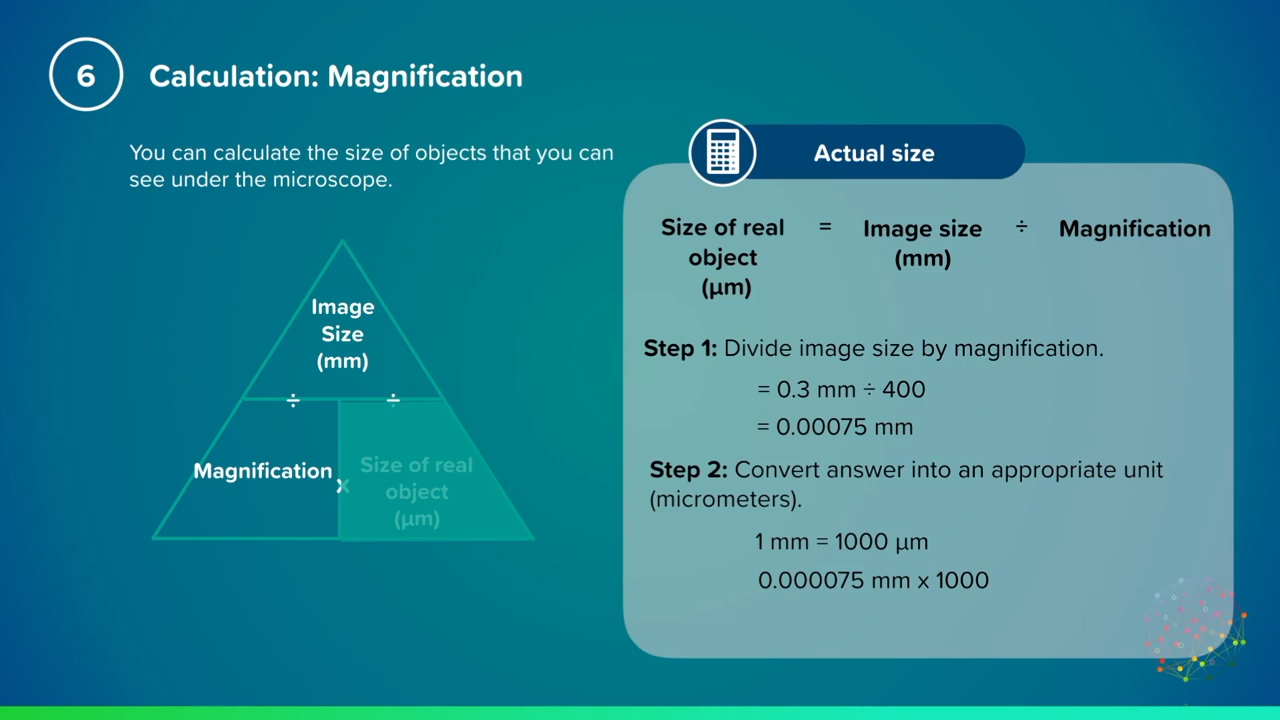 6
Calculation: Magnification
You can calculate the size of objects that you can
see under the microscope.
Image
Size
(mm)
÷ ÷
Magnification
x
Size of real
object
(µm)
Actual size
Size of real = Image size ÷ Magnification
object (mm)
(µm)
Step 1: Divide image size by magnification.
= 0.3 mm ÷ 400
= 0.00075 mm
Step 2: Convert answer into an appropriate unit
(micrometers).
1 mm = 1000 µm
0.000075 mm x 1000